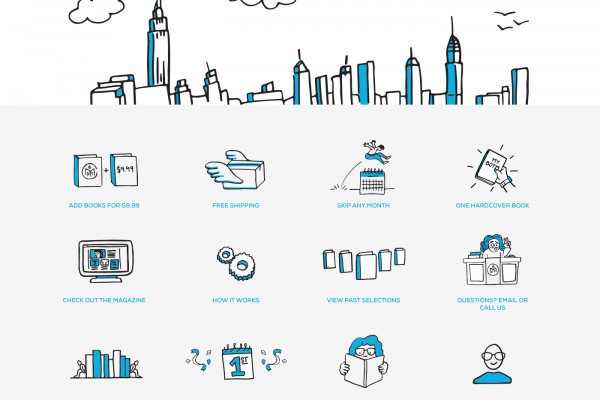 + $9.99
MY
BOTM
ADD BOOKS FOR $9.99
FREE SHIPPING
SKIP ANY MONTH
ONE HARDCOVER BOOK
CHECK OUT THE MAGAZINE
HOW IT WORKS
VIEW PAST SELECTIONS
QUESTIONS? EMAIL OR
CALL US
1ST